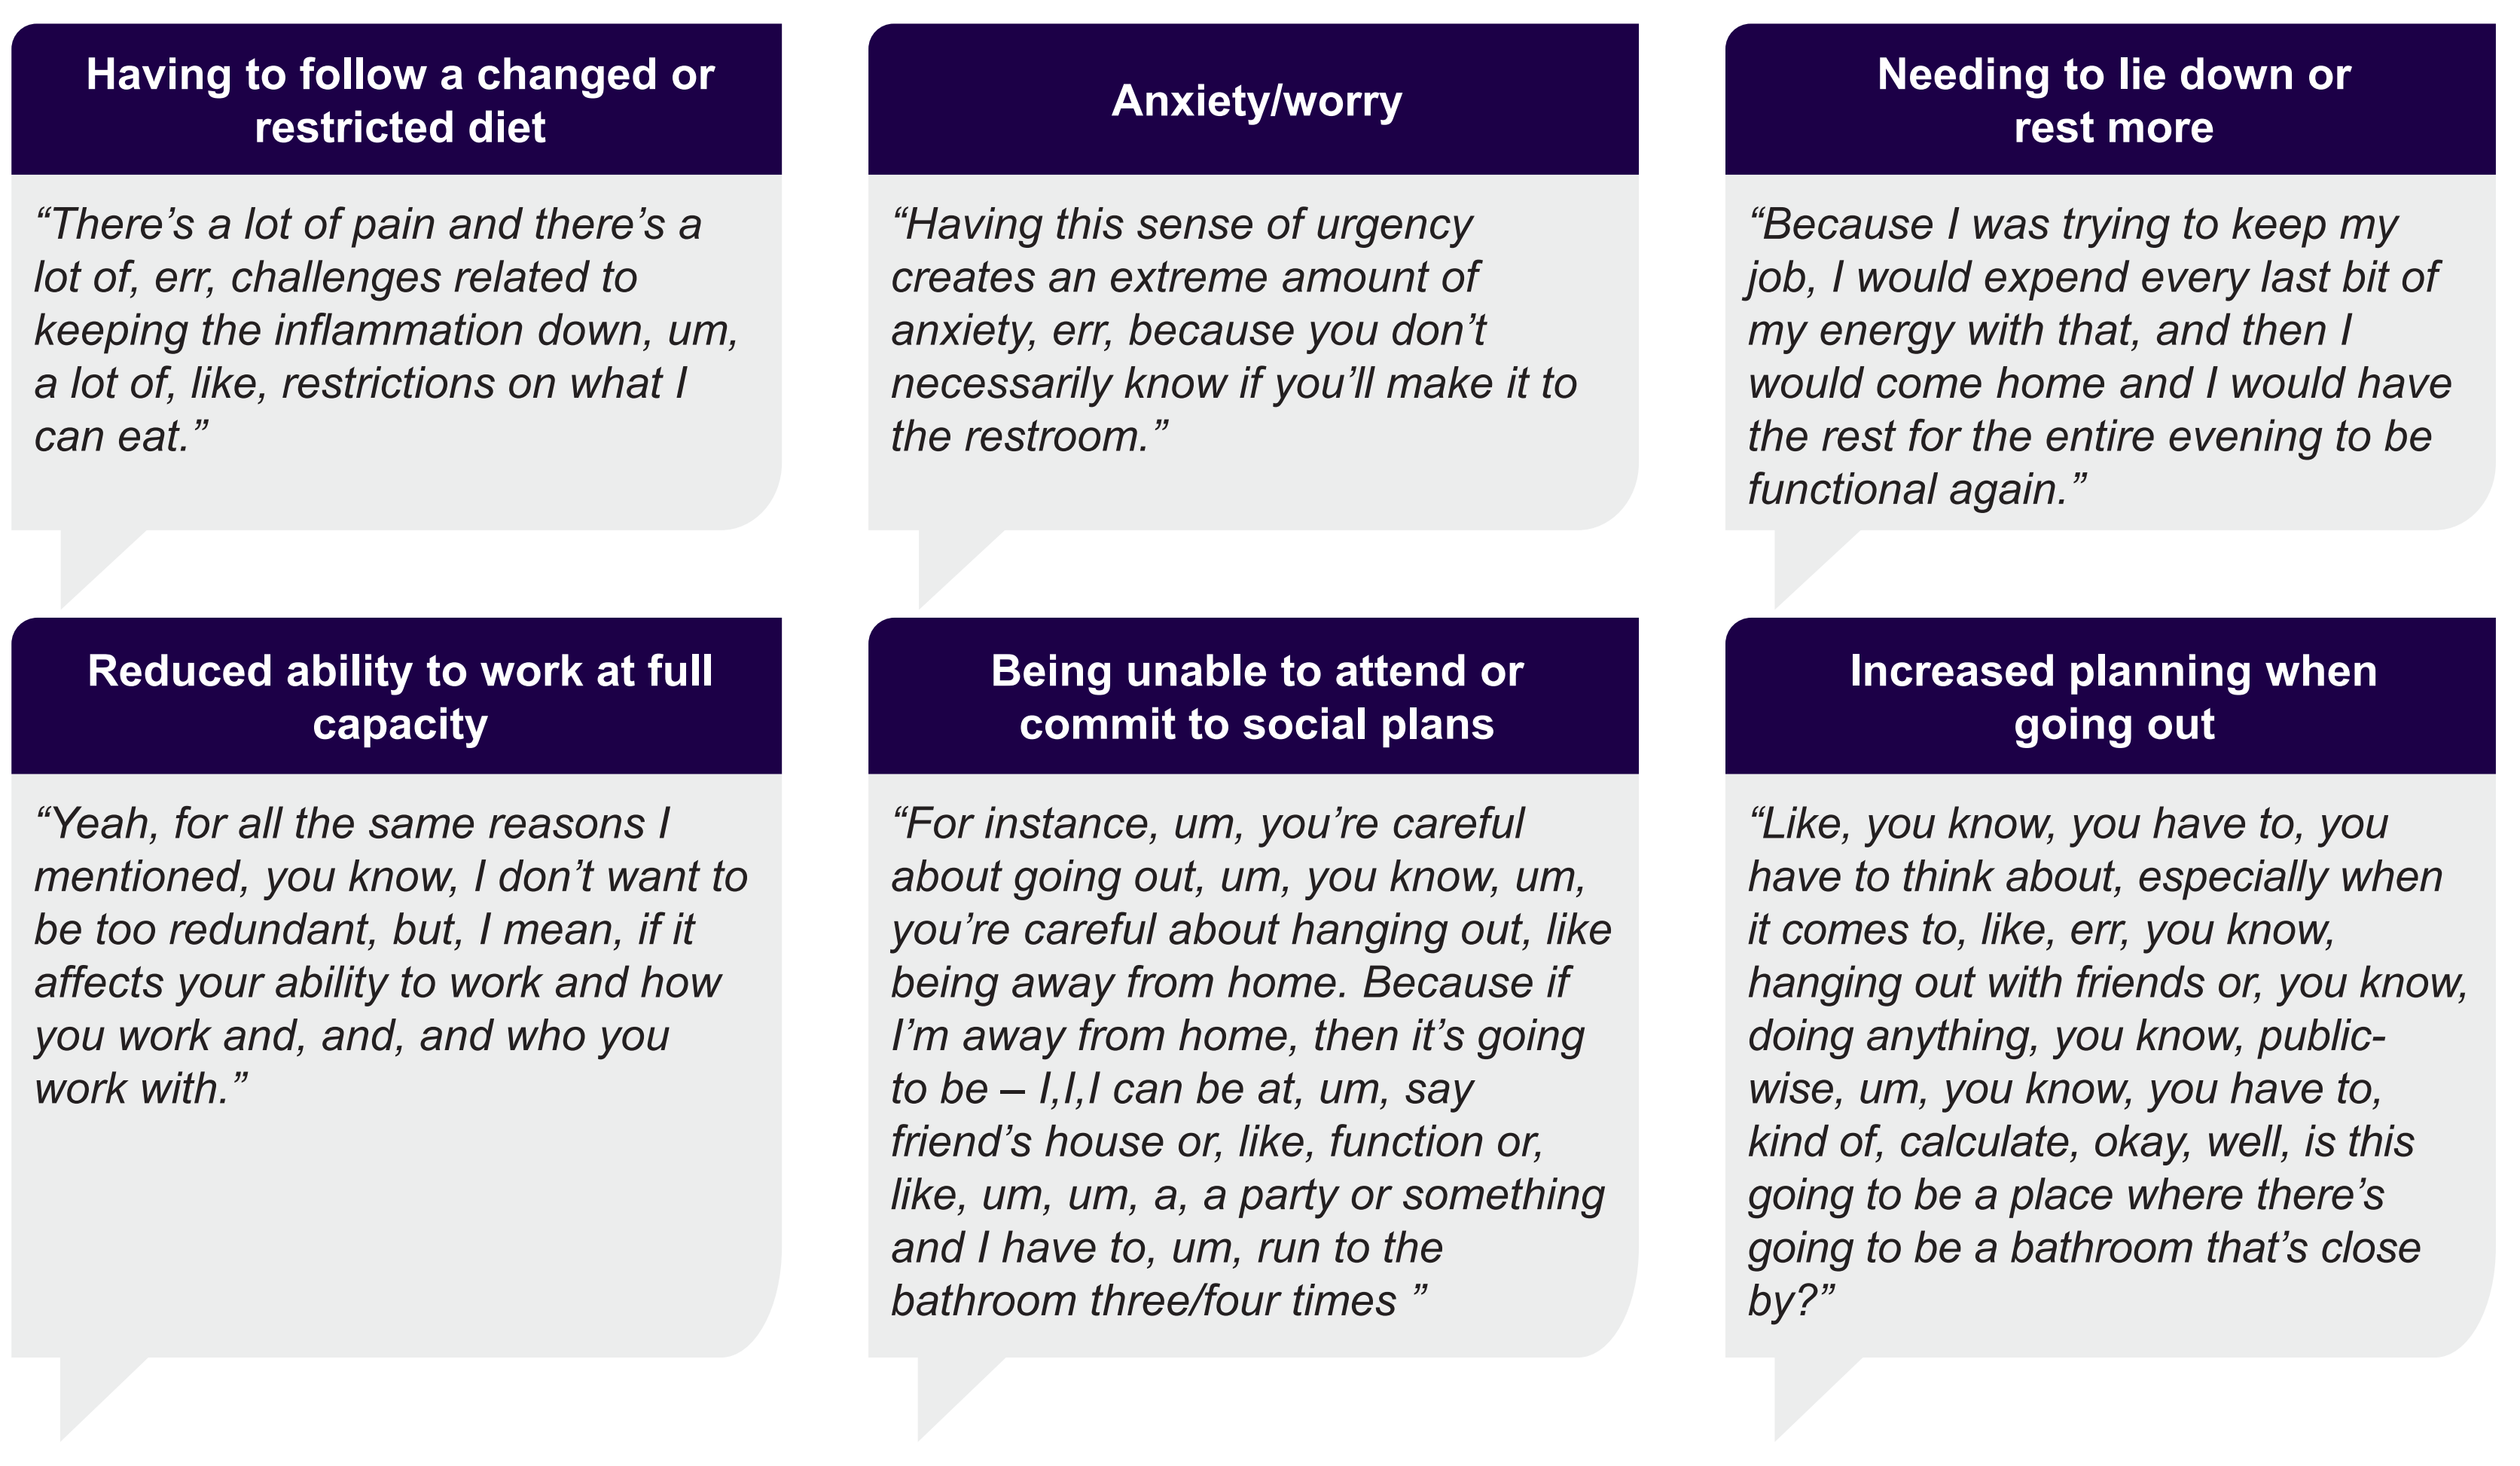 Having to follow a changed or
restricted diet
“There’s a lot of pain and there’s a
lot of, err, challenges related to
keeping the inflammation down, um,
a lot of, like, restrictions on what I
can eat.”
Anxiety/worry
“Having this sense of urgency
creates an extreme amount of
anxiety, err, because you don’t
necessarily know if you’ll make it to
the restroom.”
Needing to lie down or
rest more
“Because I was trying to keep my
job, I would expend every last bit of
my energy with that, and then I
would come home and I would have
the rest for the entire evening to be
functional again.”
Reduced ability to work at full
capacity
“Yeah, for all the same reasons I
mentioned, you know, I don’t want to
be too redundant, but, I mean, if it
affects your ability to work and how
you work and, and, and who you
work with.”
Being unable to attend or
commit to social plans
“For instance, um, you’re careful
about going out, um, you know, um,
you’re careful about hanging out, like
being away from home. Because if
I’m away from home, then it’s going
to be – I,I,I can be at, um, say
friend’s house or, like, function or,
like, um, um, a, a party or something
and I have to, um, run to the
bathroom three/four times ”
Increased planning when
going out
“Like, you know, you have to, you
have to think about, especially when
it comes to, like, err, you know,
hanging out with friends or, you know,
doing anything, you know, public-
wise, um, you know, you have to,
kind of, calculate, okay, well, is this
going to be a place where there’s
going to be a bathroom that’s close
by?”